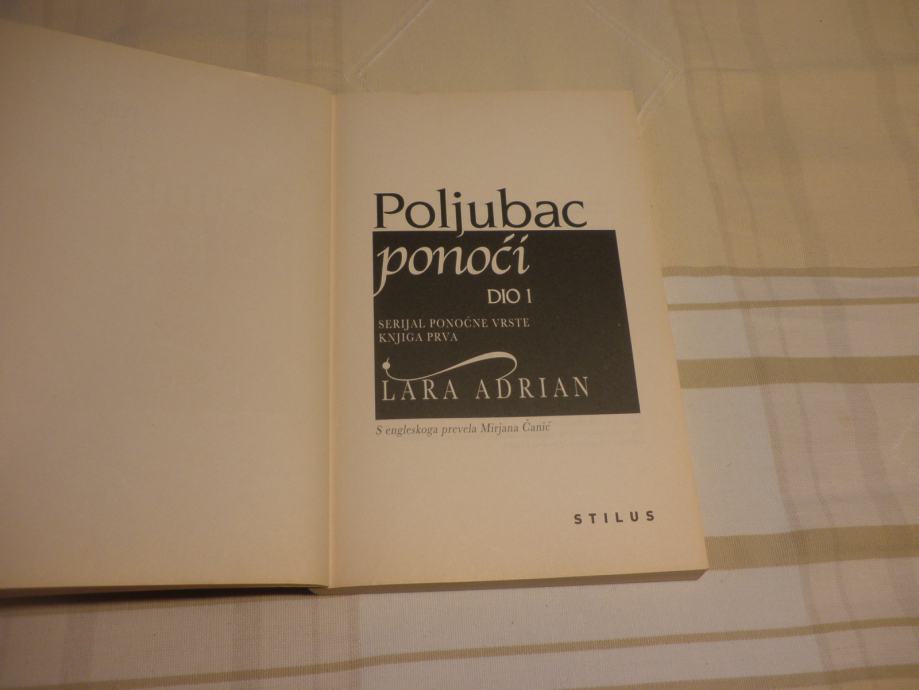 Poljubac
ponoći
DIO 1
SERIJAL PONOĆNE VRSTE
KNJIGA PRVA
LARA ADRIAN
S engleskoga prevela Mirjana Čanić
STILUS